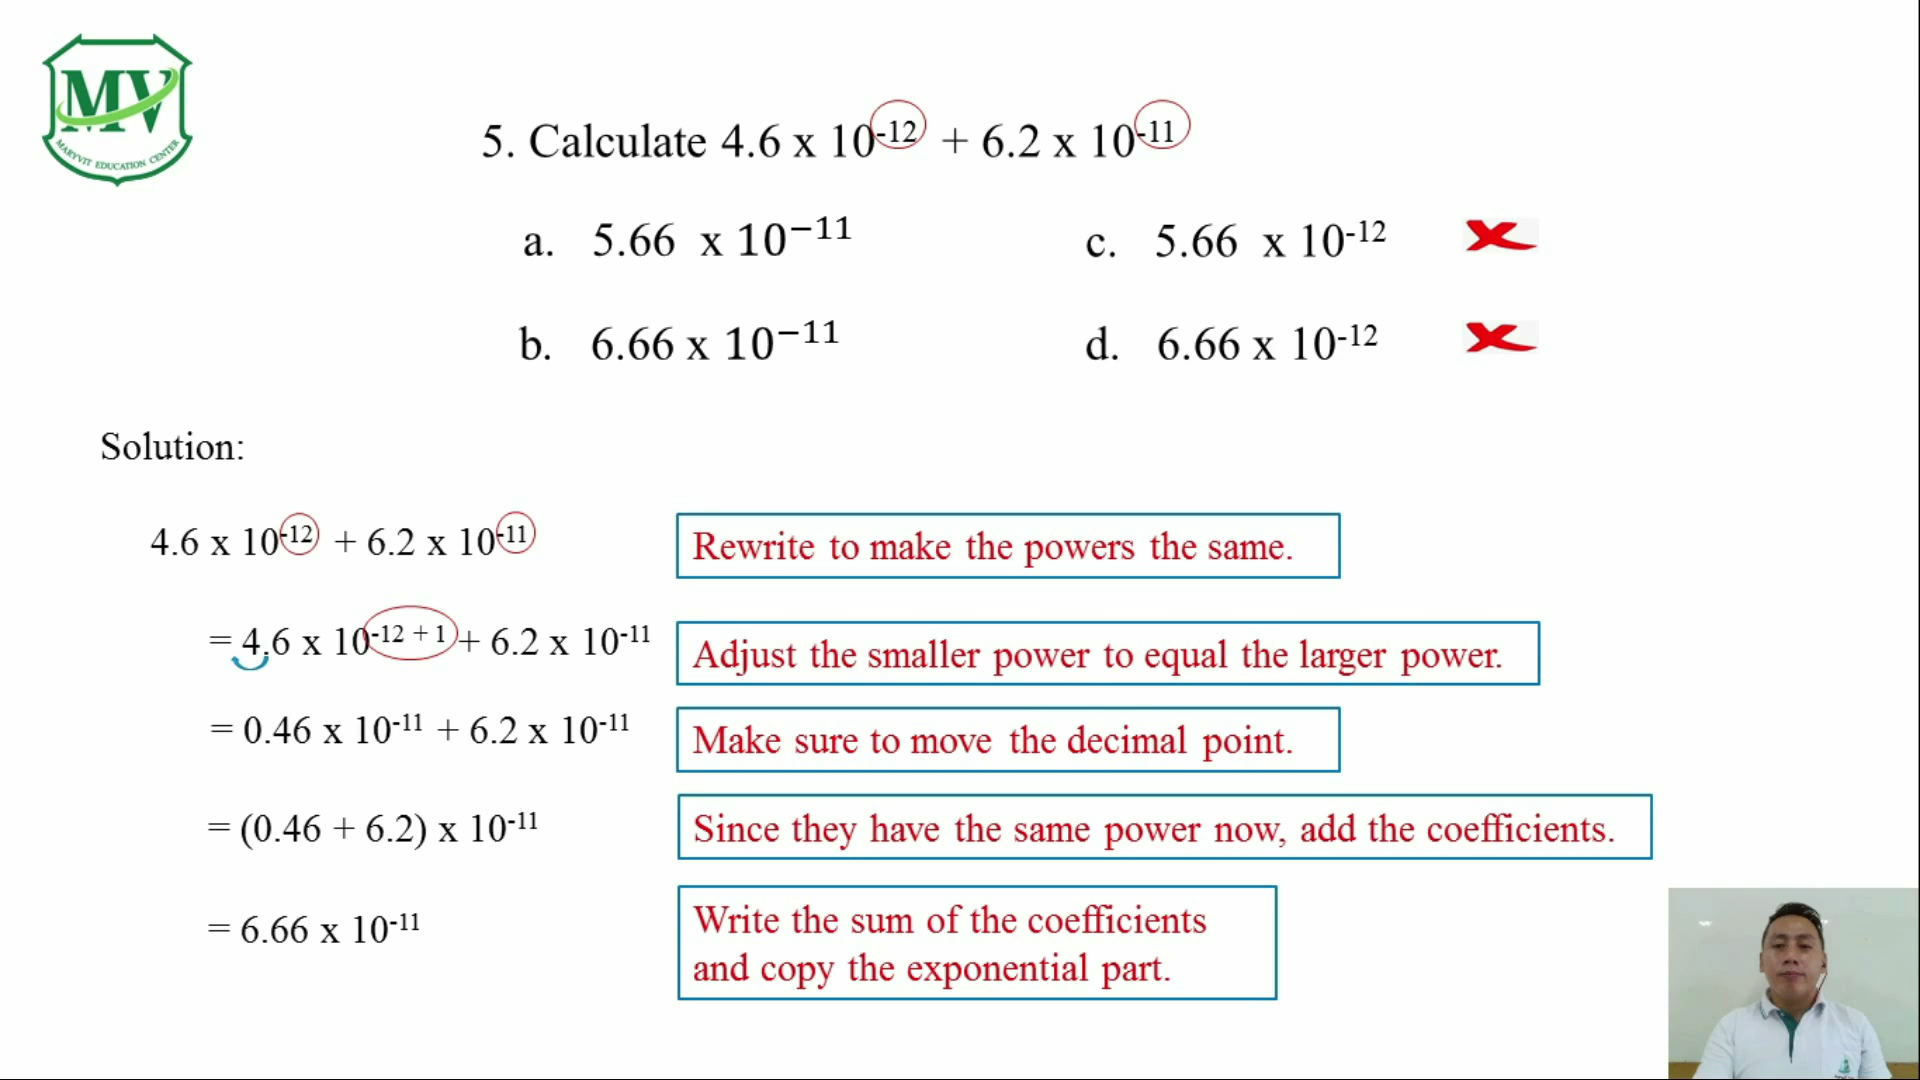 MV
MARYVIT EDUCATION CENTER
5. Calculate 4.6 x 10⁻¹² + 6.2 x 10⁻¹¹
a. 5.66 x 10⁻¹¹
c. 5.66 x 10⁻¹²
b. 6.66 x 10⁻¹¹
d. 6.66 x 10⁻¹²
Solution:
4.6 x 10⁻¹² + 6.2 x 10⁻¹¹
Rewrite to make the powers the same.
= 4.6 x 10⁻¹² ⁺ ¹ + 6.2 x 10⁻¹¹
Adjust the smaller power to equal the larger power.
= 0.46 x 10⁻¹¹ + 6.2 x 10⁻¹¹
Make sure to move the decimal point.
= (0.46 + 6.2) x 10⁻¹¹
Since they have the same power now, add the coefficients.
= 6.66 x 10⁻¹¹
Write the sum of the coefficients
and copy the exponential part.